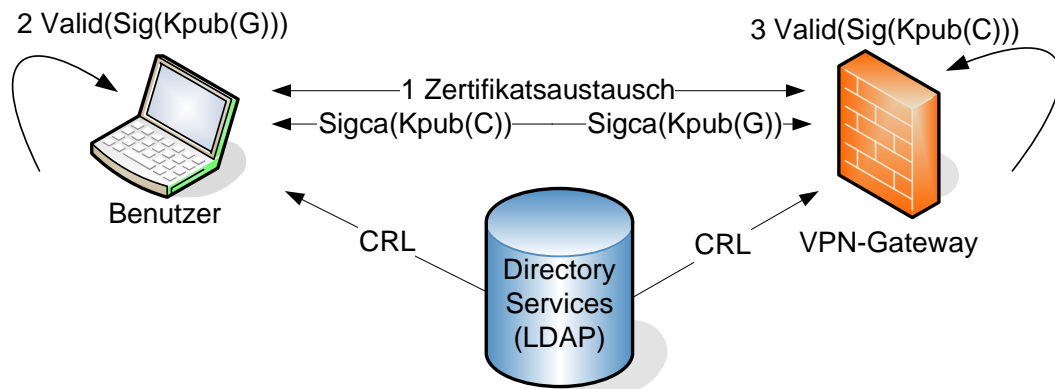 2 Valid(Sig(Kpub(G)))
3 Valid(Sig(Kpub(C)))
1 Zertifikatsaustausch
Sigca(Kpub(C)) Sigca(Kpub(G))
Benutzer
VPN-Gateway
CRL
CRL
Directory
Services
(LDAP)